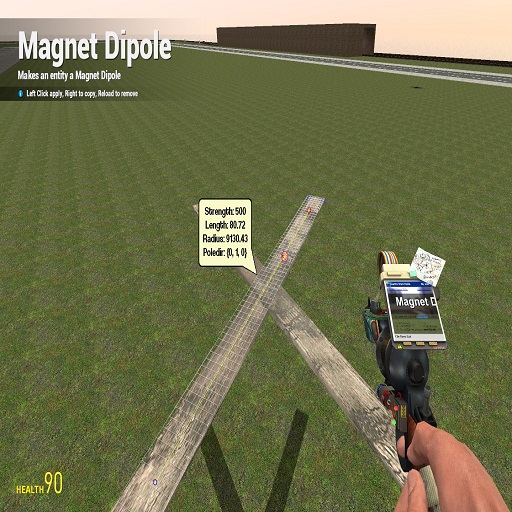 Magnet Dipole
Makes an entity a Magnet Dipole
Left Click apply, Right to copy, Reload to remove
Strength: 500
Length: 80.72
Radius: 9130.43
Poledir: {0, 1, 0}
Magnet D
HEALTH 90